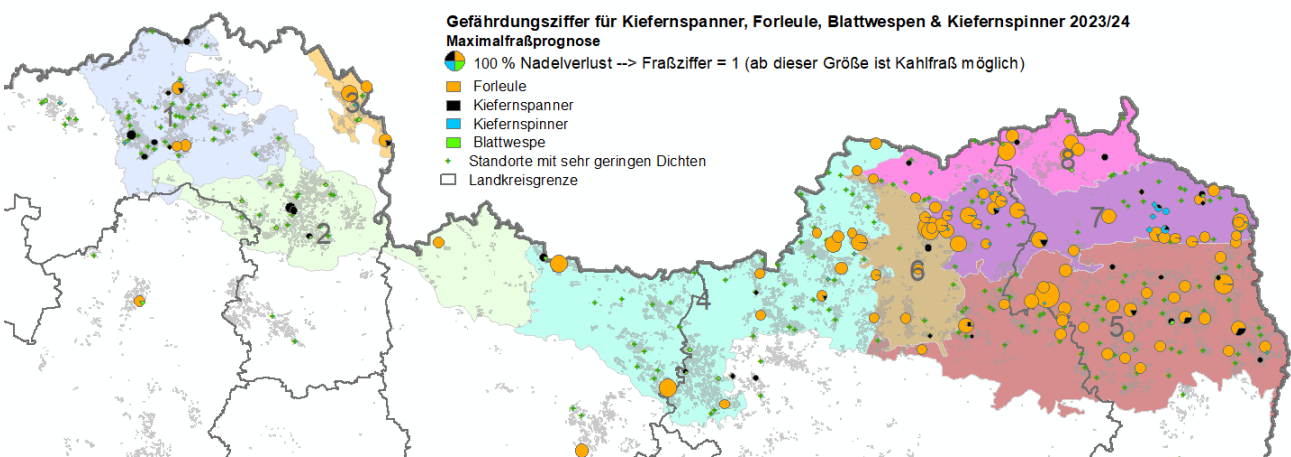 Gefährdungsziffer für Kiefernspanner, Forleule, Blattwespen & Kiefernspinner 2023/24
Maximalfraßprognose
100 % Nadelverlust --> Fraßziffer = 1 (ab dieser Größe ist Kahlfraß möglich)
Forleule
Kiefernspanner
Kiefernspinner
Blattwespe
Standorte mit sehr geringen Dichten
Landkreisgrenze
1
3
2
8
7
6
4
5